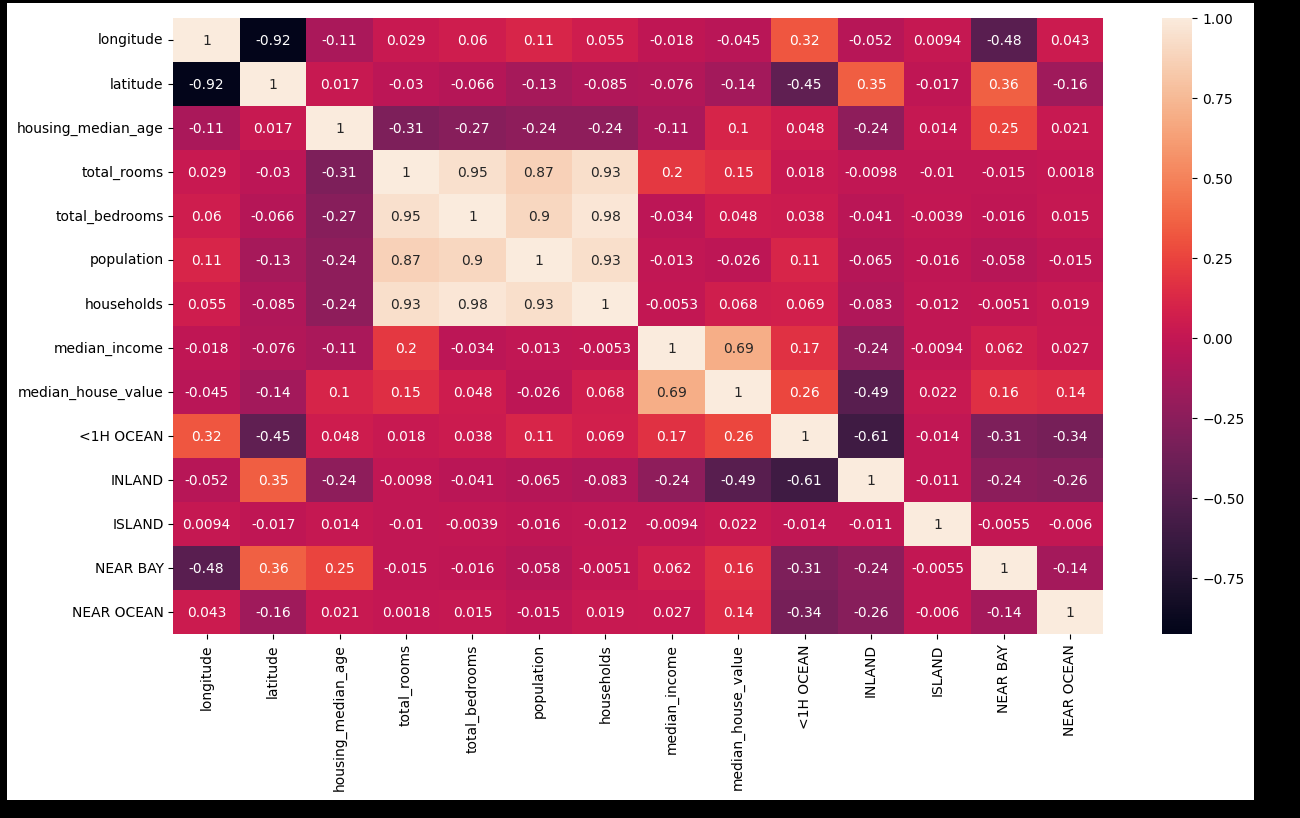 longitude 1 -0.92 -0.11 0.029 0.06 0.11 0.055 -0.018 -0.045 0.32 -0.052 0.0094 -0.48 0.043
latitude -0.92 1 0.017 -0.03 -0.066 -0.13 -0.085 -0.076 -0.14 -0.45 0.35 -0.017 0.36 -0.16
housing_median_age -0.11 0.017 1 -0.31 -0.27 -0.24 -0.24 -0.11 0.1 0.048 -0.24 0.014 0.25 0.021
total_rooms 0.029 -0.03 -0.31 1 0.95 0.87 0.93 0.2 0.15 0.018 -0.0098 -0.01 -0.015 0.0018
total_bedrooms 0.06 -0.066 -0.27 0.95 1 0.9 0.98 -0.034 0.048 0.038 -0.041 -0.0039 -0.016 0.015
population 0.11 -0.13 -0.24 0.87 0.9 1 0.93 -0.013 -0.026 0.11 -0.065 -0.016 -0.058 -0.015
households 0.055 -0.085 -0.24 0.93 0.98 0.93 1 -0.0053 0.068 0.069 -0.083 -0.012 -0.0051 0.019
median_income -0.018 -0.076 -0.11 0.2 -0.034 -0.013 -0.0053 1 0.69 0.17 -0.24 -0.0094 0.062 0.027
median_house_value -0.045 -0.14 0.1 0.15 0.048 -0.026 0.068 0.69 1 0.26 -0.49 0.022 0.16 0.14
<1H OCEAN 0.32 -0.45 0.048 0.018 0.038 0.11 0.069 0.17 0.26 1 -0.61 -0.014 -0.31 -0.34
INLAND -0.052 0.35 -0.24 -0.0098 -0.041 -0.065 -0.083 -0.24 -0.49 -0.61 1 -0.011 -0.24 -0.26
ISLAND 0.0094 -0.017 0.014 -0.01 -0.0039 -0.016 -0.012 -0.0094 0.022 -0.014 -0.011 1 -0.0055 -0.006
NEAR BAY -0.48 0.36 0.25 -0.015 -0.016 -0.058 -0.0051 0.062 0.16 -0.31 -0.24 -0.0055 1 -0.14
NEAR OCEAN 0.043 -0.16 0.021 0.0018 0.015 -0.015 0.019 0.027 0.14 -0.34 -0.26 -0.006 -0.14 1
longitude
latitude
housing_median_age
total_rooms
total_bedrooms
population
households
median_income
median_house_value
<1H OCEAN
INLAND
ISLAND
NEAR BAY
NEAR OCEAN
1.00
0.75
0.50
0.25
0.00
−0.25
−0.50
−0.75